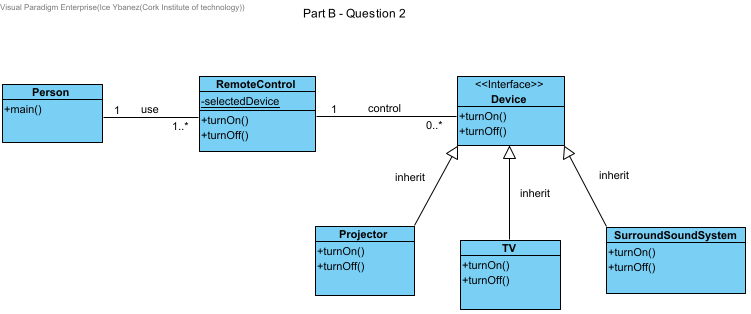 Visual Paradigm Enterprise(Ice Ybanez(Cork Institute of technology))
Part B - Question 2
Person
+main()
1
use
1..*
RemoteControl
-selectedDevice
+turnOn()
+turnOff()
1
control
0..*
<<Interface>>
Device
+turnOn()
+turnOff()
inherit
inherit
inherit
Projector
+turnOn()
+turnOff()
TV
+turnOn()
+turnOff()
SurroundSoundSystem
+turnOn()
+turnOff()